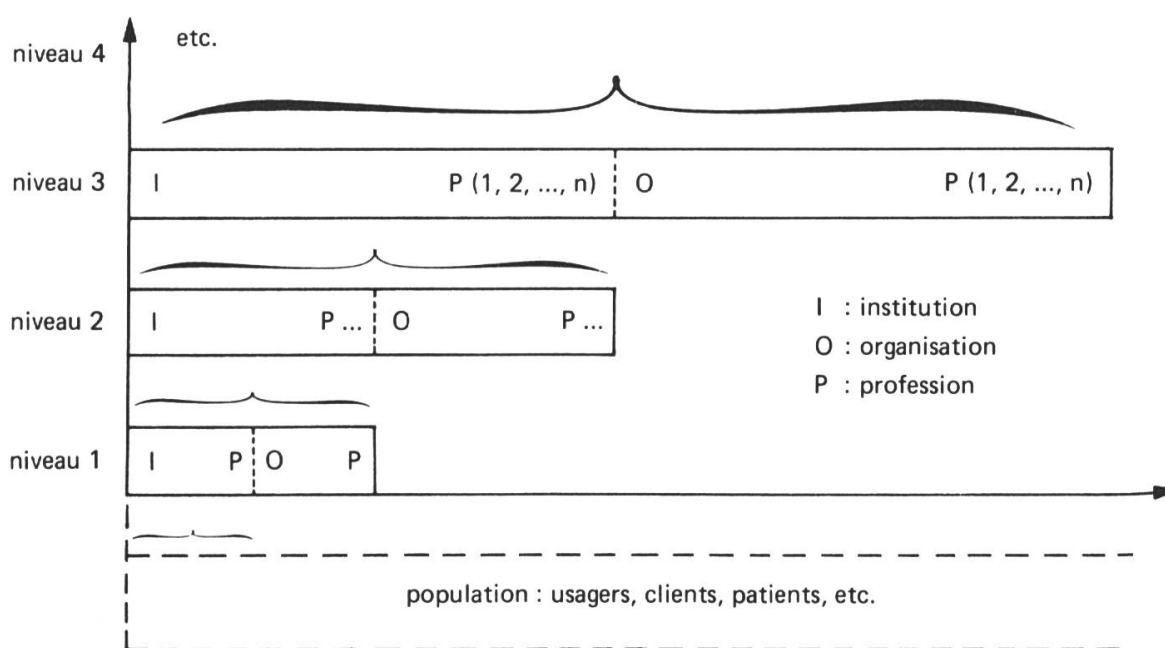 niveau 4
etc.
niveau 3
I P (1, 2, ..., n) O P (1, 2, ..., n)
niveau 2
I P ... O P ...
I : institution
O : organisation
P : profession
niveau 1
I P O P
population : usagers, clients, patients, etc.